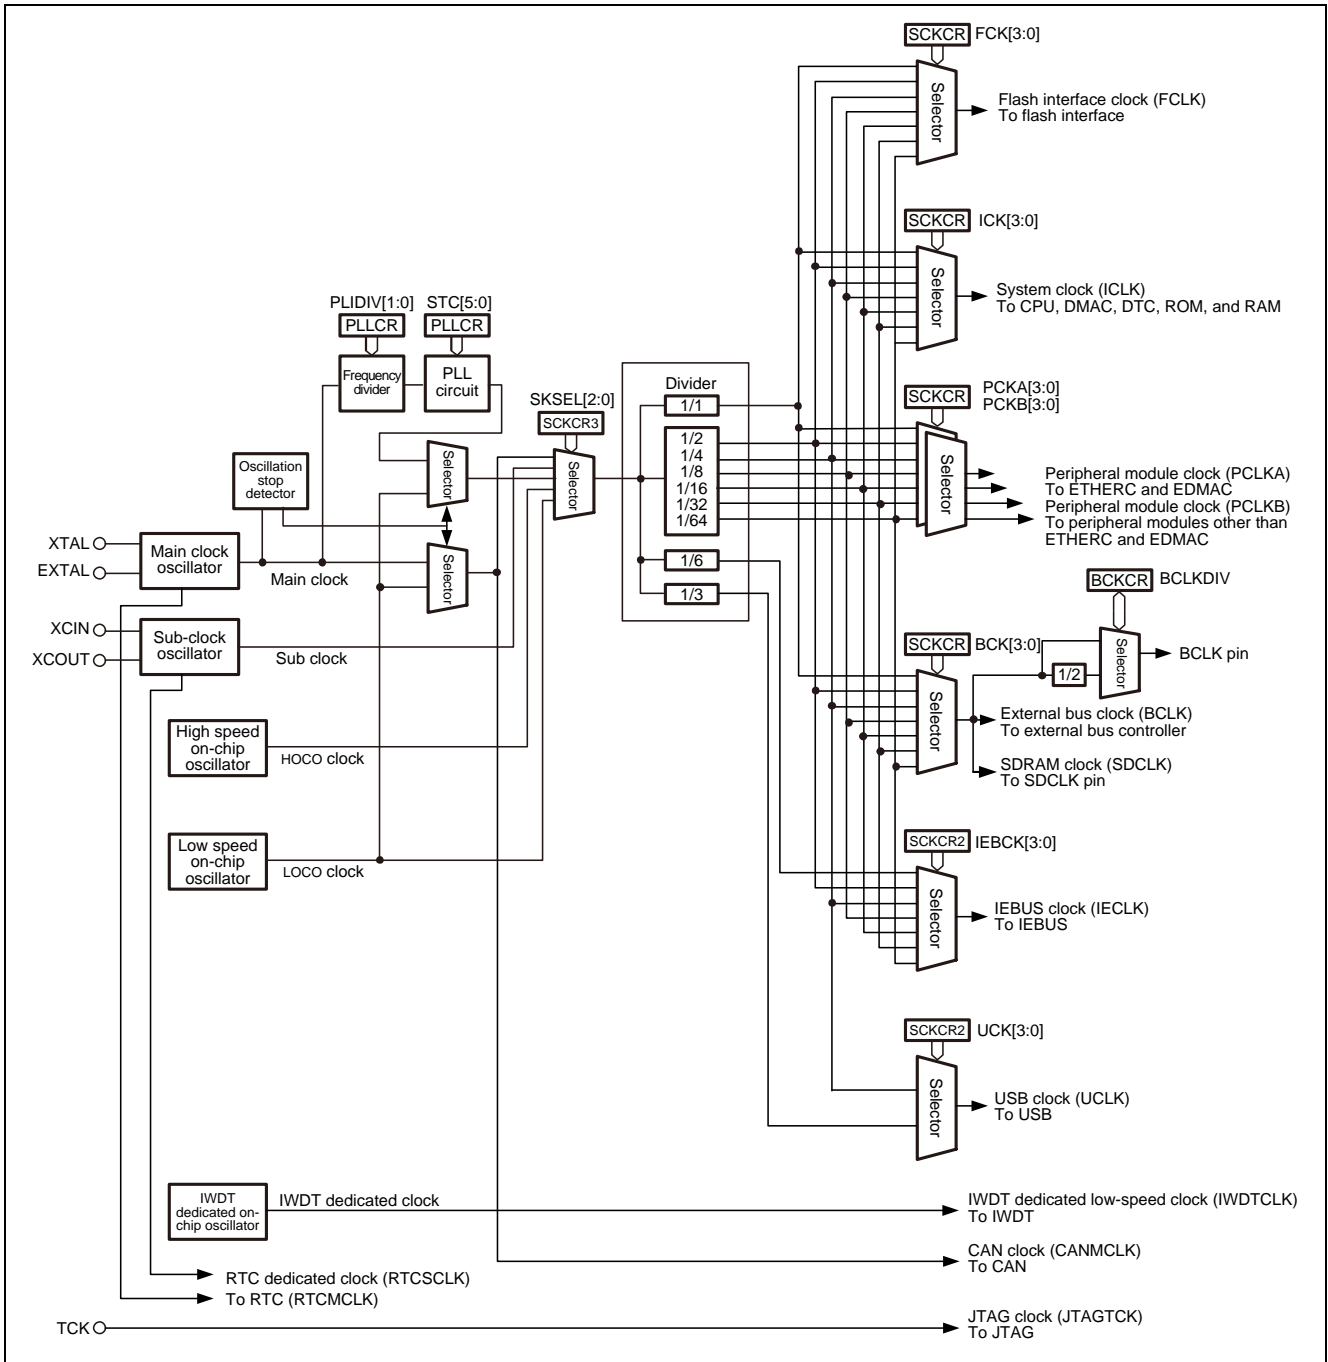 SCKCR FCK[3:0]
Selector
Flash interface clock (FCLK)
To flash interface
SCKCR ICK[3:0]
Selector
System clock (ICLK)
To CPU, DMAC, DTC, ROM, and RAM
PLIDIV[1:0] STC[5:0]
PLLCR PLLCR
Frequency
divider
PLL
circuit
SKSEL[2:0]
SCKCR3
Selector
Divider
1/1
1/2
1/4
1/8
1/16
1/32
1/64
1/6
1/3
SCKCR
PCKA[3:0]
PCKB[3:0]
Selector
Peripheral module clock (PCLKA)
To ETHERC and EDMAC
Peripheral module clock (PCLKB)
To peripheral modules other than
ETHERC and EDMAC
Oscillation
stop
detector
Selector
Selector
XTAL
EXTAL
Main clock
oscillator
Main clock
XCIN
XCOUT
Sub-clock
oscillator
Sub clock
BCKCR BCLKDIV
Selector
1/2
BCLK pin
SCKCR BCK[3:0]
Selector
External bus clock (BCLK)
To external bus controller
SDRAM clock (SDCLK)
To SDCLK pin
High speed
on-chip
oscillator
HOCO clock
Low speed
on-chip
oscillator
LOCO clock
SCKCR2 IEBCK[3:0]
Selector
IEBUS clock (IECLK)
To IEBUS
SCKCR2 UCK[3:0]
Selector
USB clock (UCLK)
To USB
IWDT
dedicated on-
chip oscillator
IWDT dedicated clock
IWDT dedicated low-speed clock (IWDTCLK)
To IWDT
CAN clock (CANMCLK)
To CAN
RTC dedicated clock (RTCSCLK)
To RTC (RTCMCLK)
TCK
JTAG clock (JTAGTCK)
To JTAG